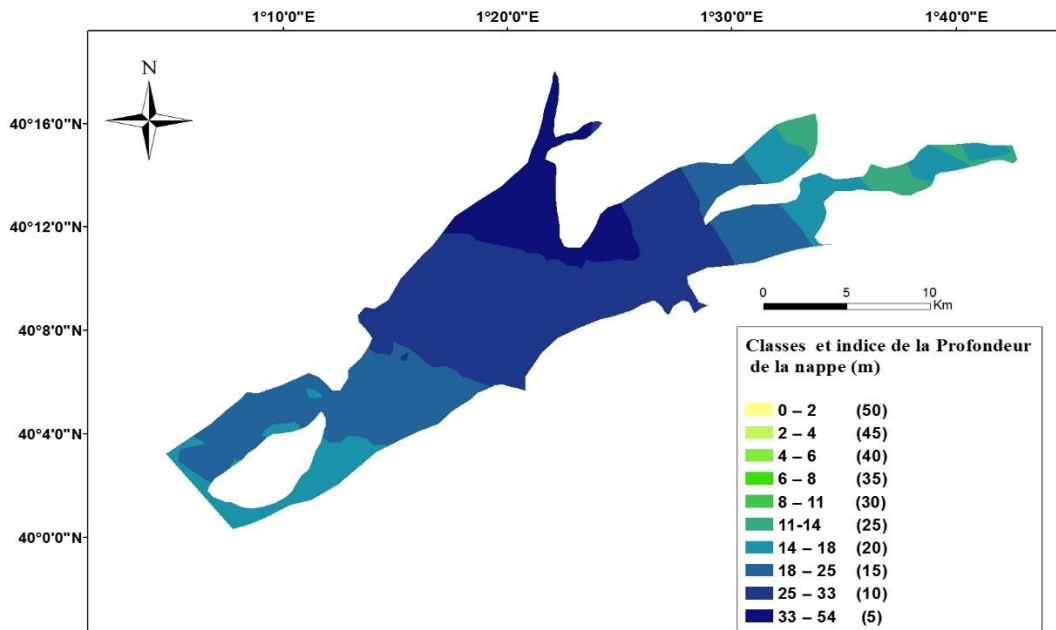 1°10'0"E 1°20'0"E 1°30'0"E 1°40'0"E
N
40°16'0"N
40°12'0"N
40°8'0"N
40°4'0"N
40°0'0"N
0 5 10
Km
Classes et indice de la Profondeur
de la nappe (m)
0 – 2 (50)
2 – 4 (45)
4 – 6 (40)
6 – 8 (35)
8 – 11 (30)
11-14 (25)
14 – 18 (20)
18 – 25 (15)
25 – 33 (10)
33 – 54 (5)